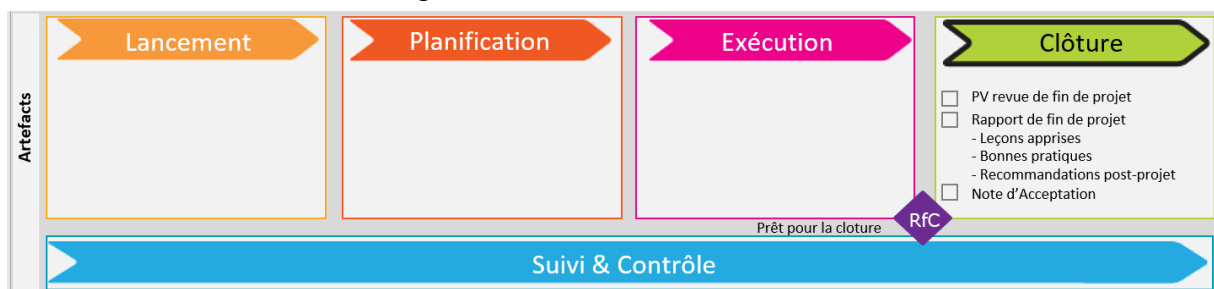 Artefacts
Lancement
Planification
Exécution
Clôture
PV revue de fin de projet
Rapport de fin de projet
- Leçons apprises
- Bonnes pratiques
- Recommandations post-projet
Note d'Acceptation
Prêt pour la cloture
RfC
Suivi & Contrôle